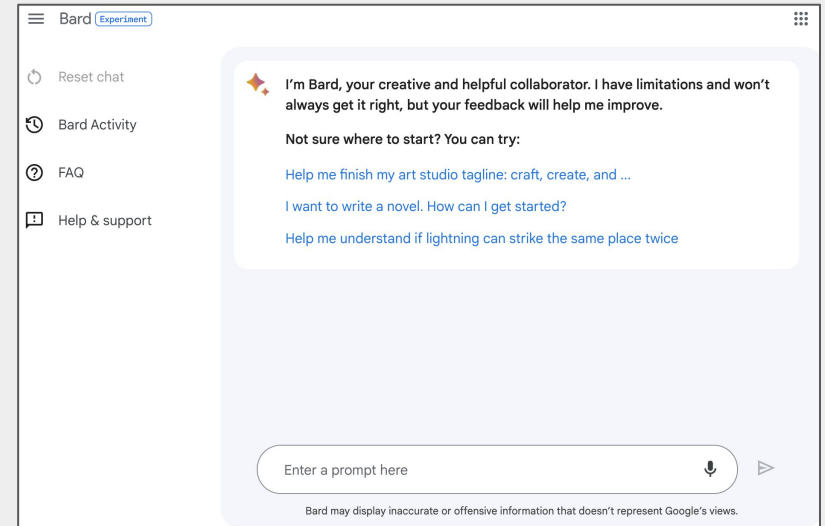 Bard Experiment
Reset chat
Bard Activity
FAQ
Help & support
I'm Bard, your creative and helpful collaborator. I have limitations and won't
always get it right, but your feedback will help me improve.
Not sure where to start? You can try:
Help me finish my art studio tagline: craft, create, and ...
I want to write a novel. How can I get started?
Help me understand if lightning can strike the same place twice
Enter a prompt here
Bard may display inaccurate or offensive information that doesn't represent Google's views.